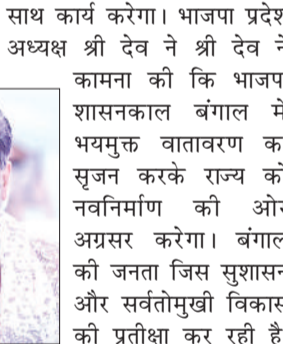 साथ कार्य करेगा। भाजपा प्रदेश
अध्यक्ष श्री देव ने श्री देव ने
कामना की कि भाजपा
शासनकाल बंगाल में
भयमुक्त वातावरण का
सृजन करके राज्य को
नवनिर्माण की ओर
अग्रसर करेगा। बंगाल
की जनता जिस सुशासन
और सर्वतोमुखी विकास
की प्रतीक्षा कर रही है